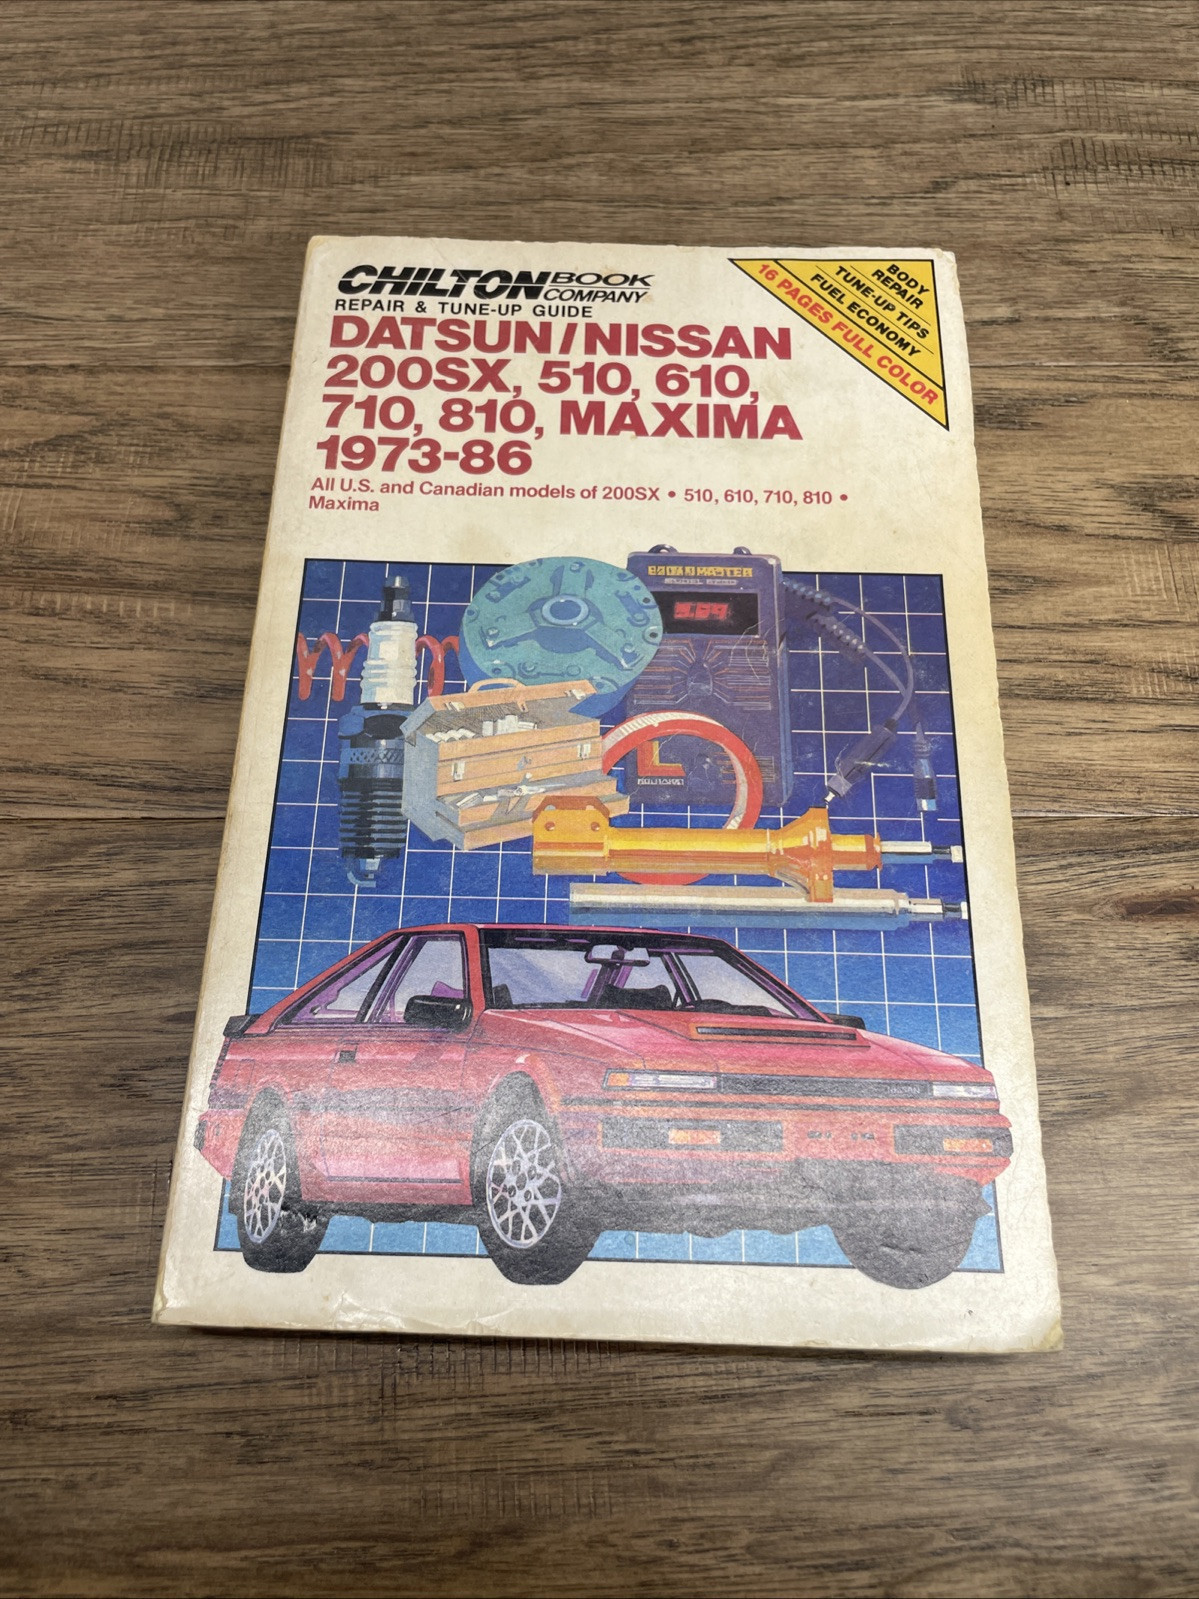 CHILTON BOOK COMPANY
REPAIR & TUNE-UP GUIDE
DATSUN/NISSAN
200SX, 510, 610,
710, 810, MAXIMA
1973-86
All U.S. and Canadian models of 200SX • 510, 610, 710, 810 •
Maxima
BODY
REPAIR
TUNE-UP TIPS
FUEL ECONOMY
16 PAGES FULL COLOR
NISSAN